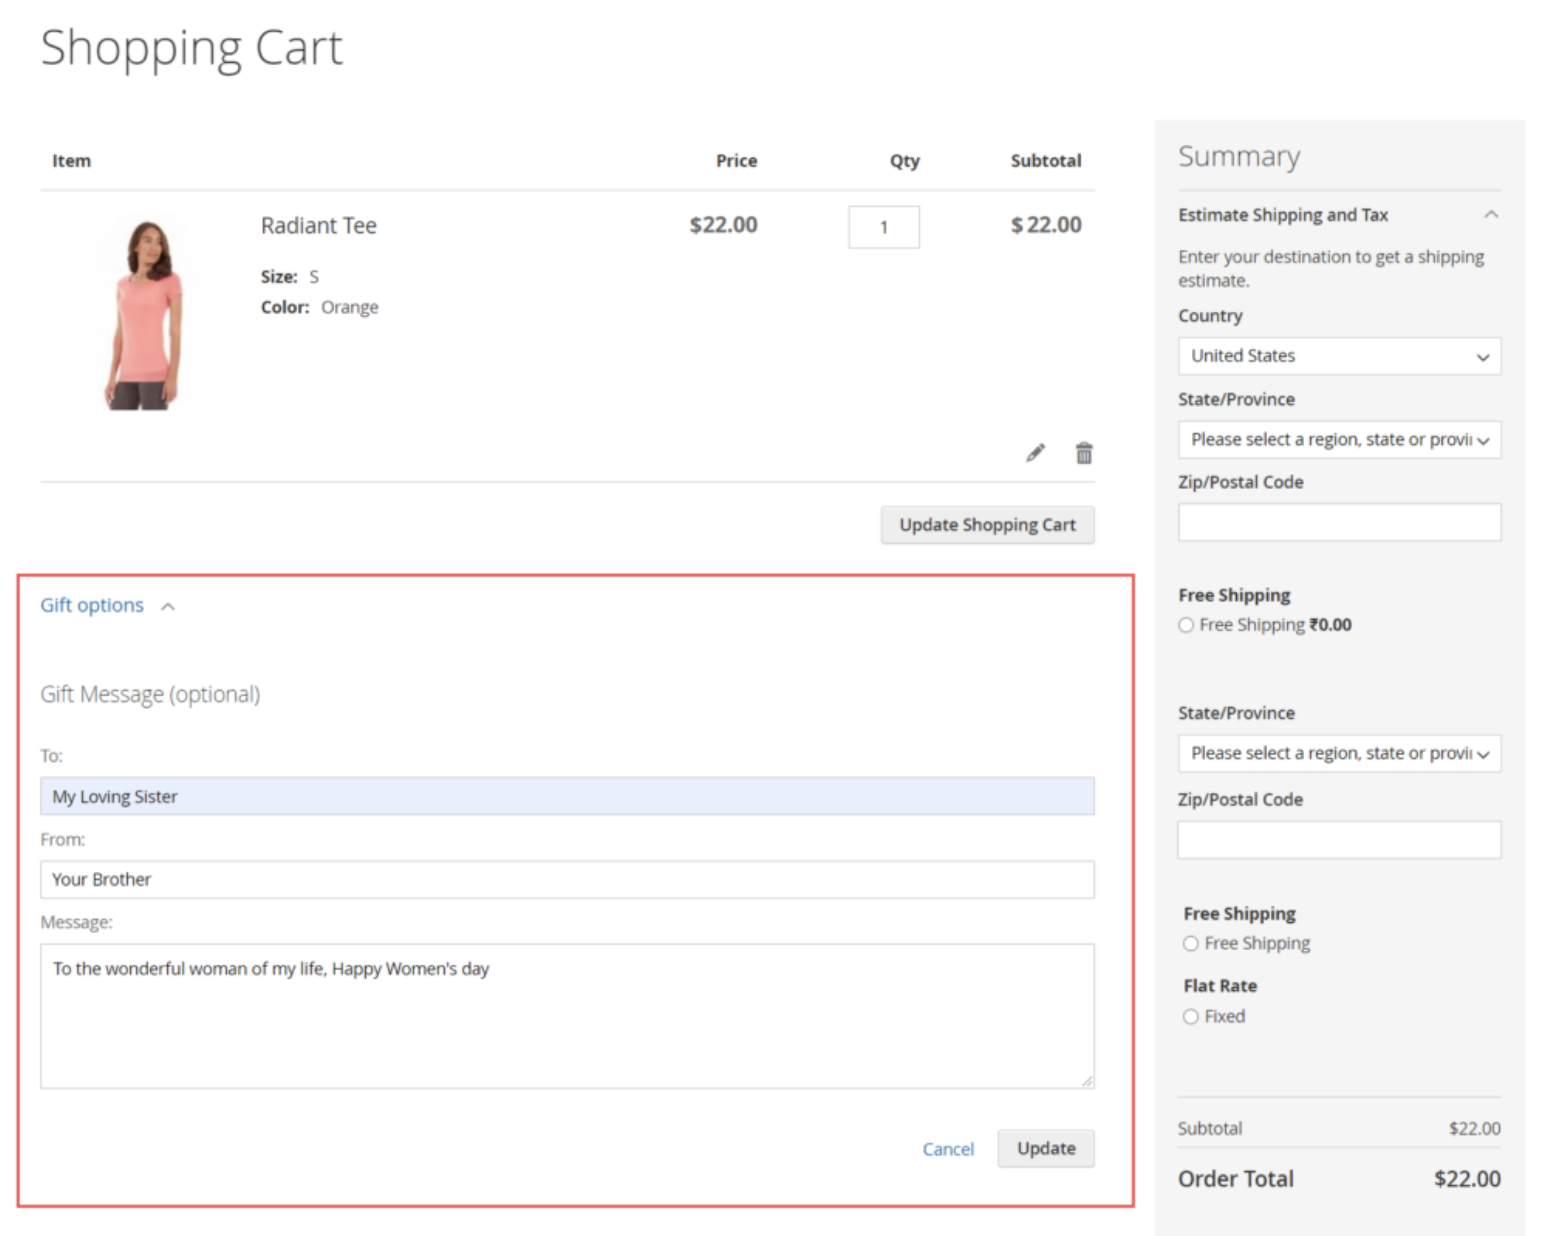 Shopping Cart
Item Price Qty Subtotal
Radiant Tee $22.00 1 $22.00
Size: S
Color: Orange
Update Shopping Cart
Gift options
Gift Message (optional)
To:
My Loving Sister
From:
Your Brother
Message:
To the wonderful woman of my life, Happy Women's day
Cancel Update
Summary
Estimate Shipping and Tax
Enter your destination to get a shipping
estimate.
Country
United States
State/Province
Please select a region, state or provi
Zip/Postal Code
Free Shipping
Free Shipping ₹0.00
State/Province
Please select a region, state or provi
Zip/Postal Code
Free Shipping
Free Shipping
Flat Rate
Fixed
Subtotal $22.00
Order Total $22.00